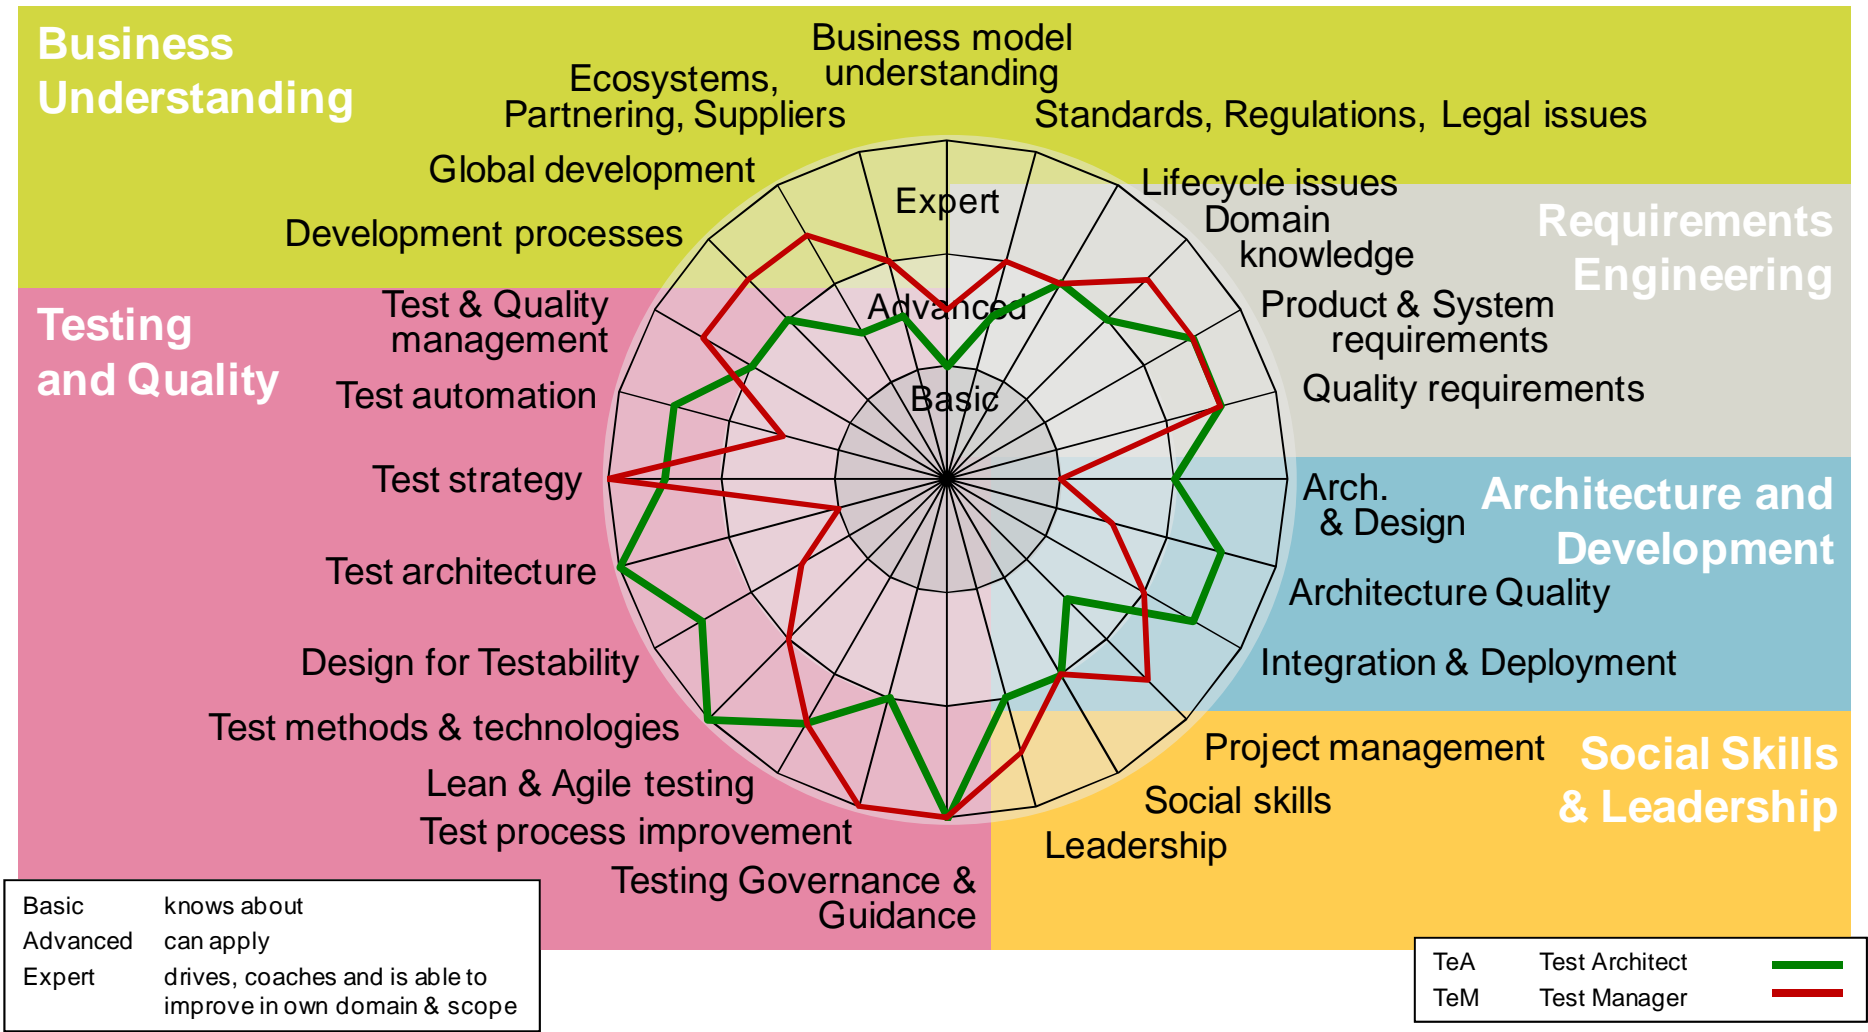 Business
Understanding
Business model
understanding
Ecosystems,
Partnering, Suppliers
Standards, Regulations, Legal issues
Global development
Lifecycle issues
Development processes
Domain
knowledge
Requirements
Engineering
Expert
Advanced
Basic
Testing
and Quality
Test & Quality
management
Product & System
requirements
Test automation
Quality requirements
Test strategy
Arch.
& Design
Architecture and
Development
Test architecture
Architecture Quality
Design for Testability
Integration & Deployment
Test methods & technologies
Project management
Social Skills
& Leadership
Lean & Agile testing
Social skills
Test process improvement
Leadership
Testing Governance &
Guidance
Basic knows about
Advanced can apply
Expert drives, coaches and is able to
improve in own domain & scope
TeA Test Architect
TeM Test Manager